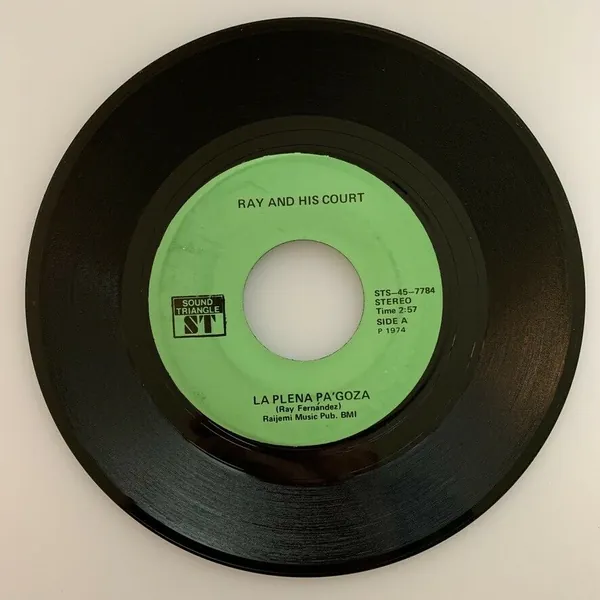 RAY AND HIS COURT
SOUND
TRIANGLE
ST
STS-45-7784
STEREO
Time 2:57
SIDE A
P 1974
LA PLENA PA'GOZA
(Ray Fernández)
Raijemi Music Pub. BMI